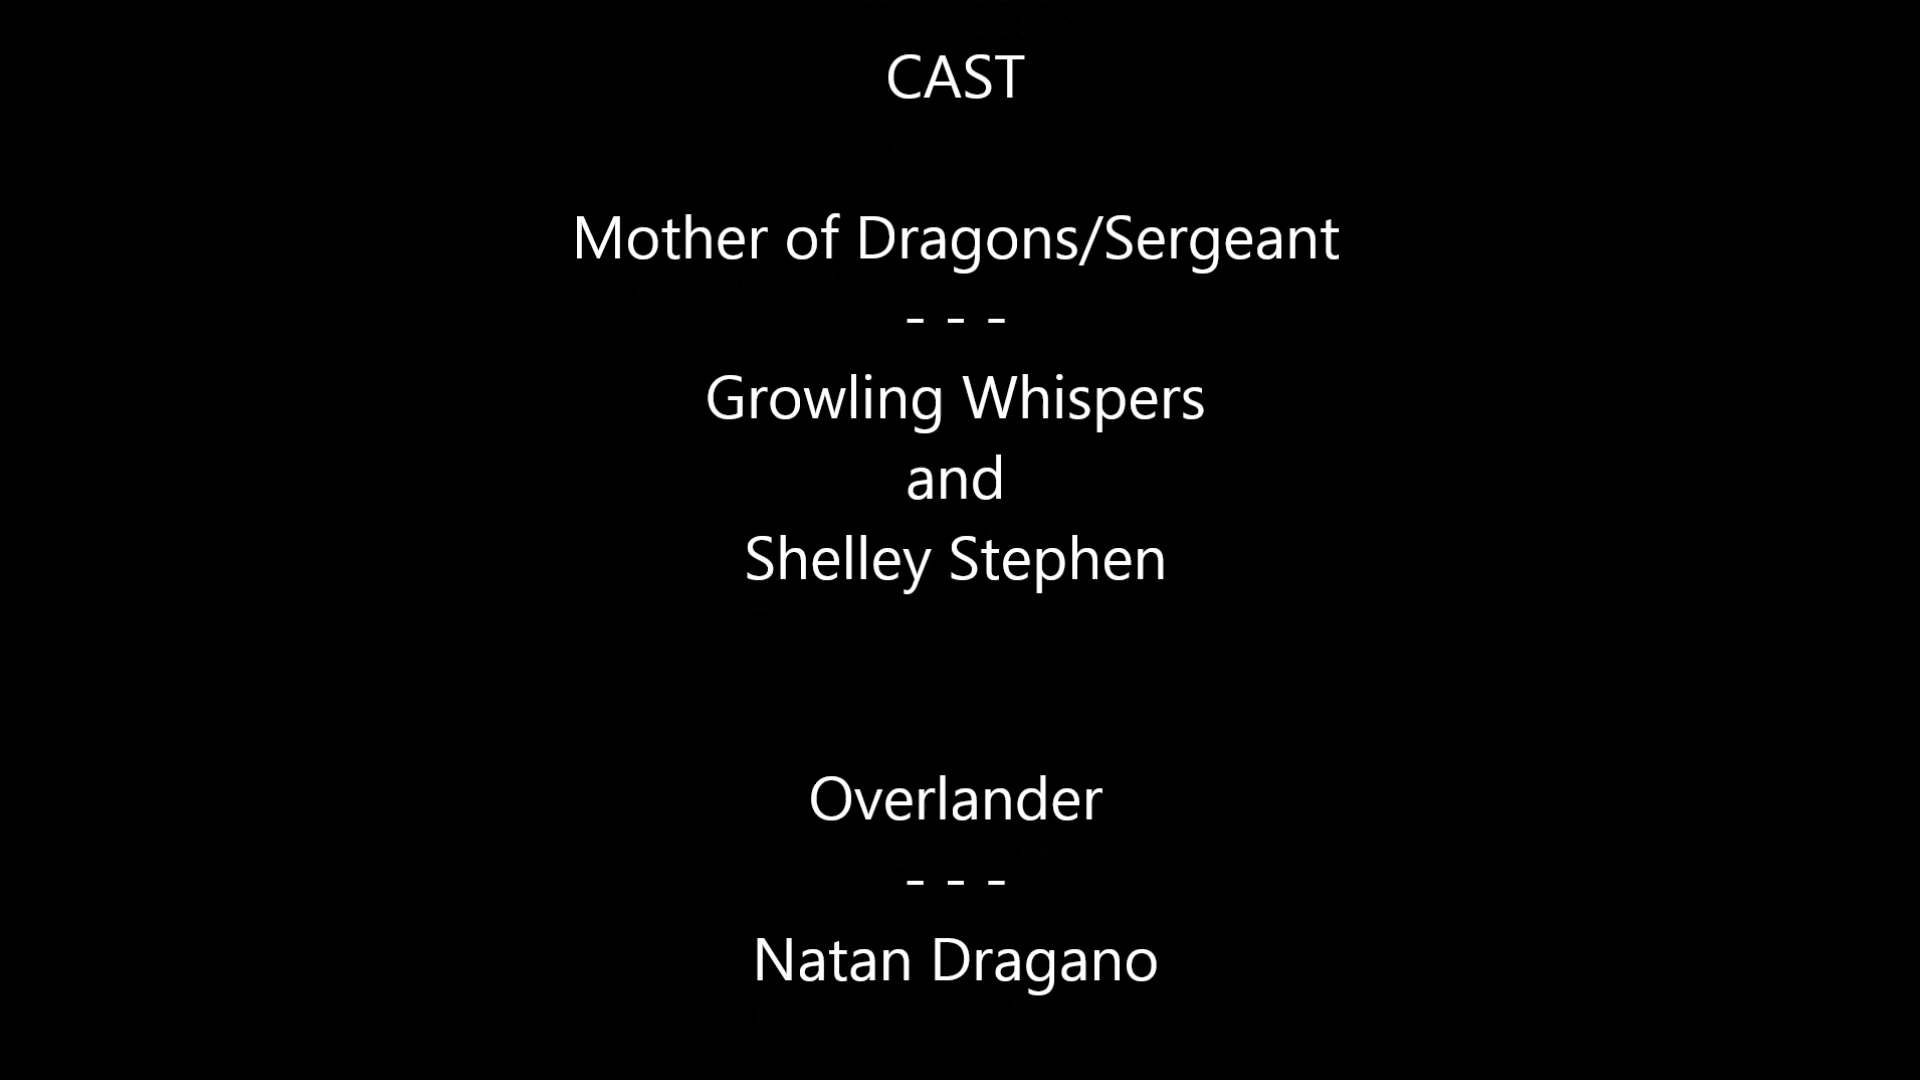 CAST
Mother of Dragons/Sergeant
- - -
Growling Whispers
and
Shelley Stephen
Overlander
- - -
Natan Dragano